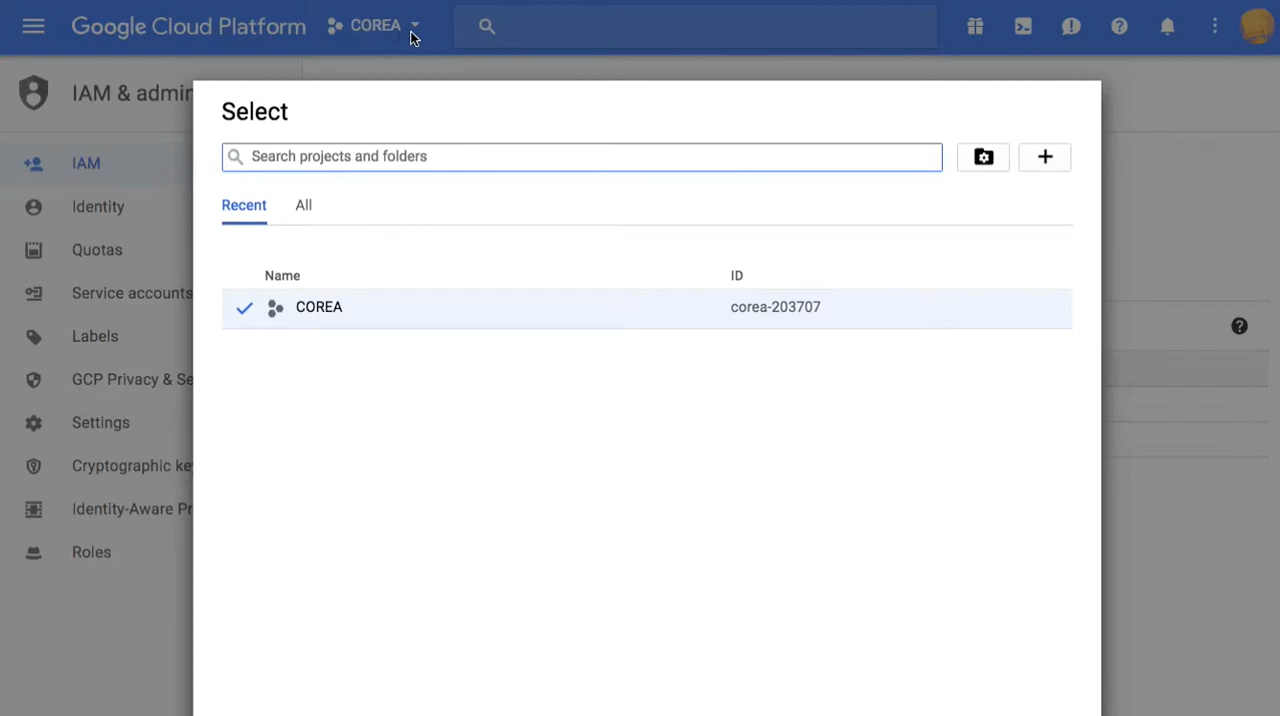 Google Cloud Platform
COREA
IAM & admin
Select
Search projects and folders
IAM
Recent
All
Identity
Quotas
Name
ID
Service accounts
COREA
corea-203707
Labels
GCP Privacy & Se
Settings
Cryptographic ke
Identity-Aware Pr
Roles